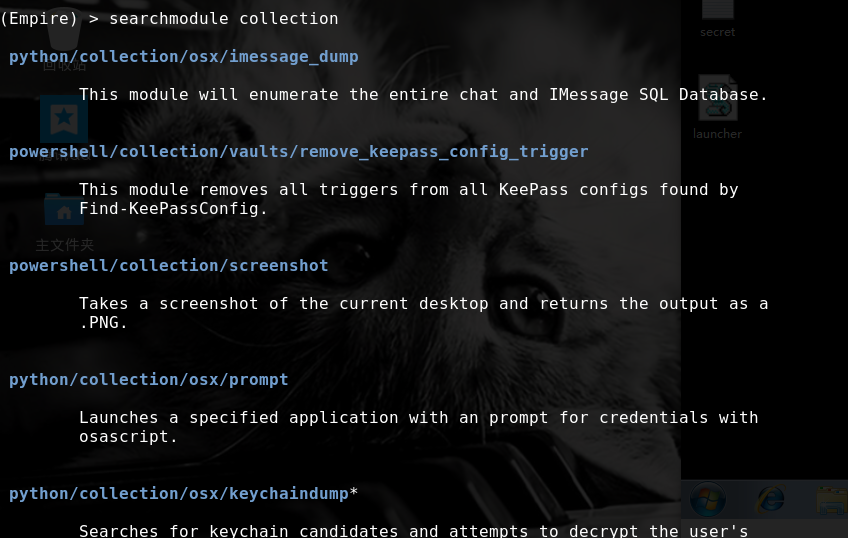 (Empire) > searchmodule collection
secret
python/collection/osx/imessage_dump
回收站
This module will enumerate the entire chat and IMessage SQL Database.
launcher
powershell/collection/vaults/remove_keepass_config_trigger
This module removes all triggers from all KeePass configs found by
Find-KeePassConfig.
主文件夹
powershell/collection/screenshot
Takes a screenshot of the current desktop and returns the output as a
.PNG.
python/collection/osx/prompt
Launches a specified application with an prompt for credentials with
osascript.
python/collection/osx/keychaindump*
Searches for keychain candidates and attempts to decrypt the user's